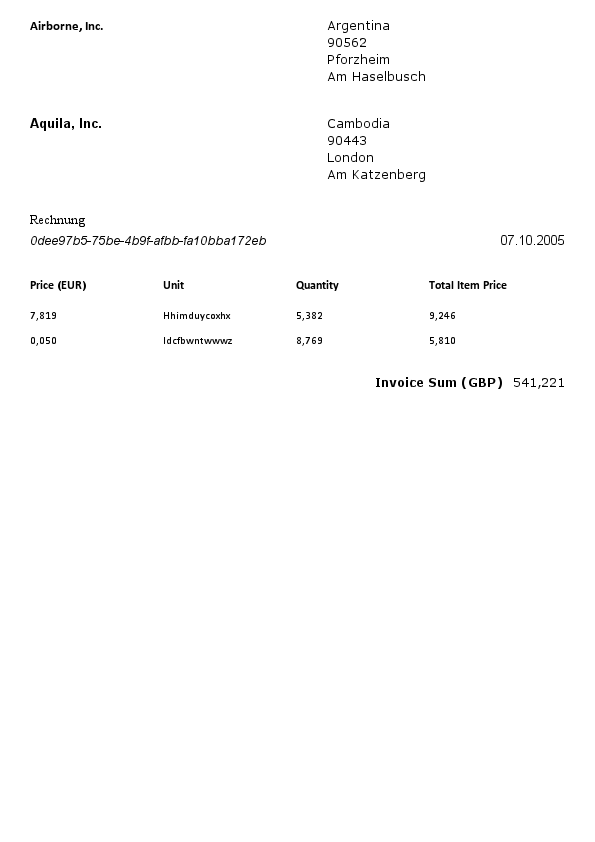 Airborne, Inc. Argentina
90562
Pforzheim
Am Haselbusch
Aquila, Inc. Cambodia
90443
London
Am Katzenberg
Rechnung
0dee97b5-75be-4b9f-afbb-fa10bba172eb 07.10.2005
Price (EUR) Unit Quantity Total Item Price
7,819 Hhimduycoxhx 5,382 9,246
0,050 Idcfbwntwwwz 8,769 5,810
Invoice Sum (GBP) 541,221